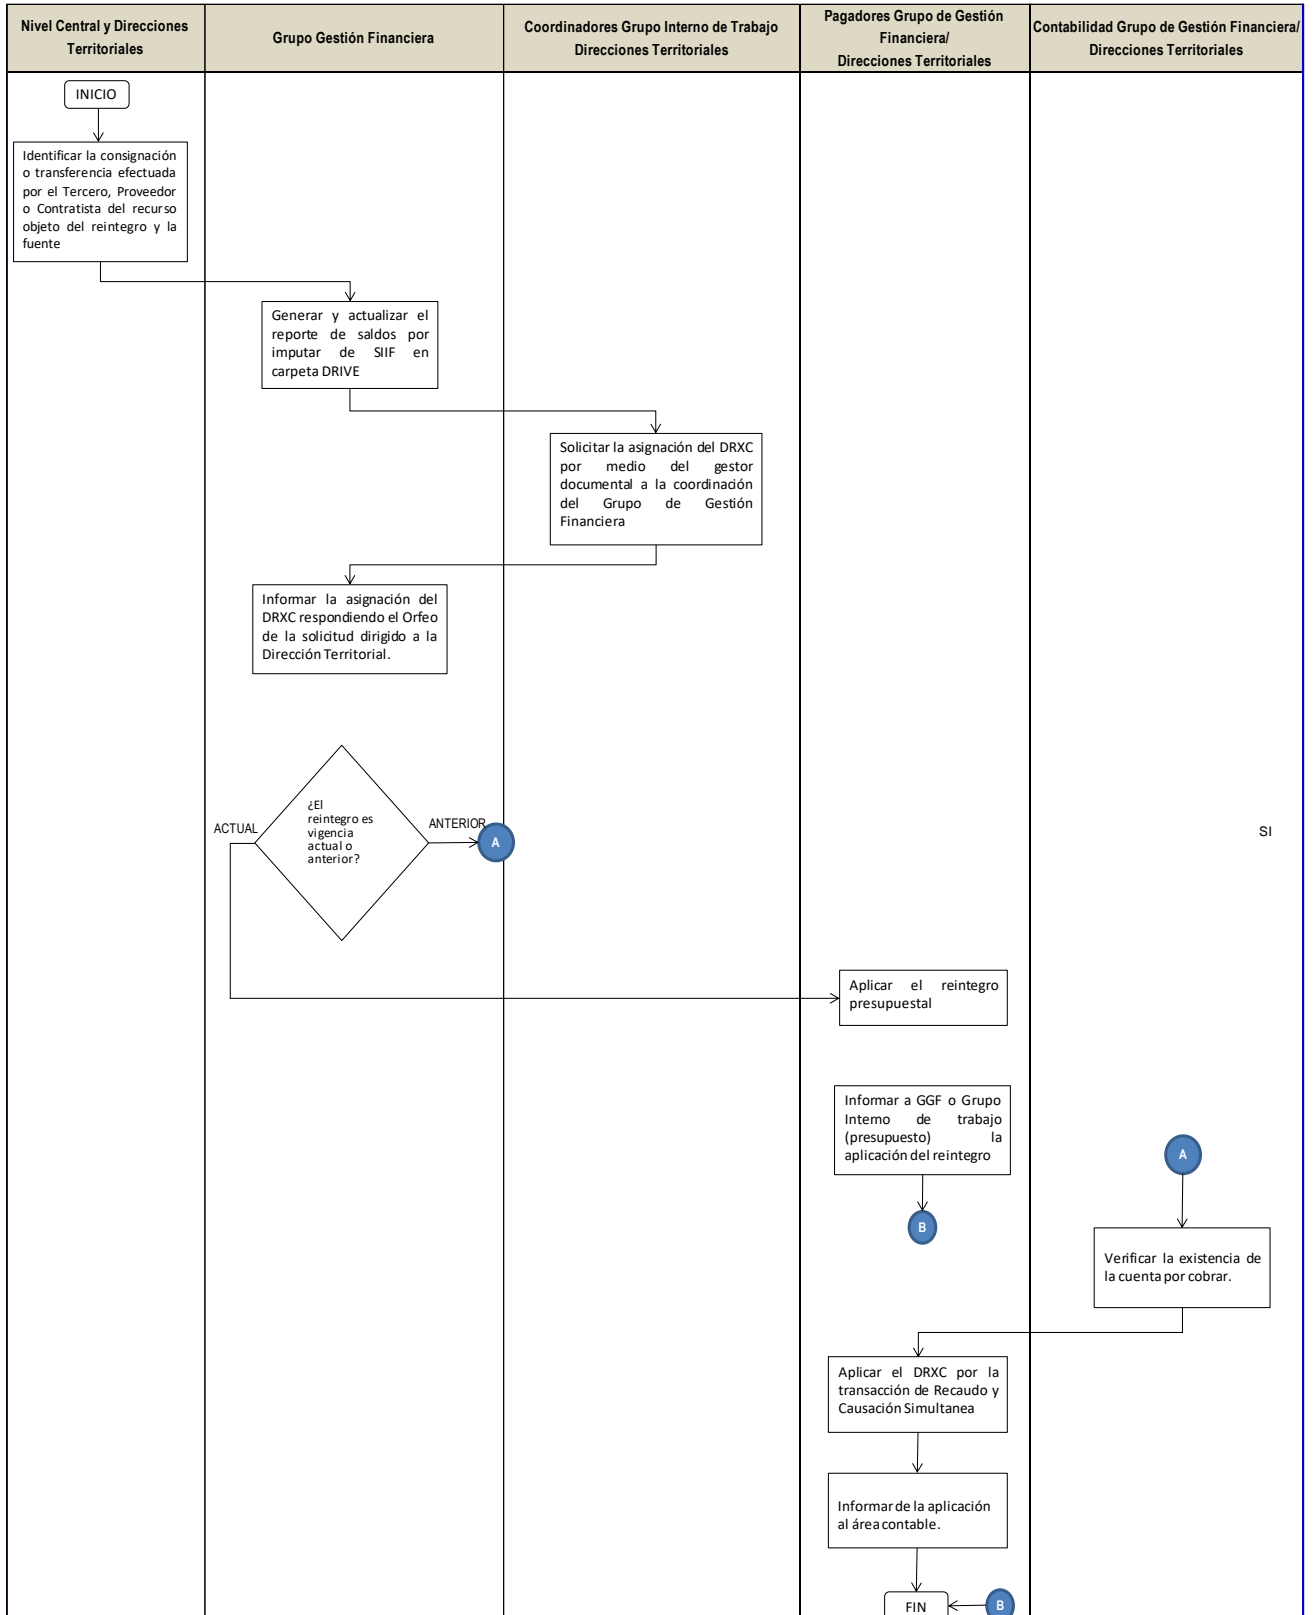 Nivel Central y Direcciones
Territoriales
Grupo Gestión Financiera
Coordinadores Grupo Interno de Trabajo
Direcciones Territoriales
Pagadores Grupo de Gestión
Financiera/
Direcciones Territoriales
Contabilidad Grupo de Gestión Financiera/
Direcciones Territoriales
INICIO
Identificar la consignación
o transferencia efectuada
por el Tercero, Proveedor
o Contratista del recurso
objeto del reintegro y la
fuente
Generar y actualizar el
reporte de saldos por
imputar de SIIF en
carpeta DRIVE
Solicitar la asignación del DRXC
por medio del gestor
documental a la coordinación
del Grupo de Gestión
Financiera
Informar la asignación del
DRXC respondiendo el Orfeo
de la solicitud dirigido a la
Dirección Territorial.
¿El
reintegro es
vigencia
actual o
anterior?
ACTUAL
ANTERIOR
A
SI
Aplicar el reintegro
presupuestal
Informar a GGF o Grupo
Interno de trabajo
(presupuesto) la
aplicación del reintegro
B
A
Verificar la existencia de
la cuenta por cobrar.
Aplicar el DRXC por la
transacción de Recaudo y
Causación Simultanea
Informar de la aplicación
al área contable.
FIN
B